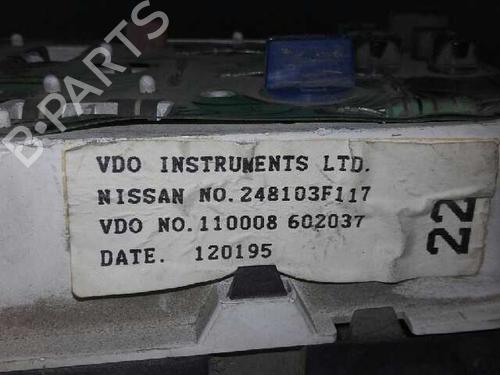 B-PARTS
VDO INSTRUMENTS LTD.
NISSAN NO.248103F117
VDO NO.110008 602037
DATE. 120195
22